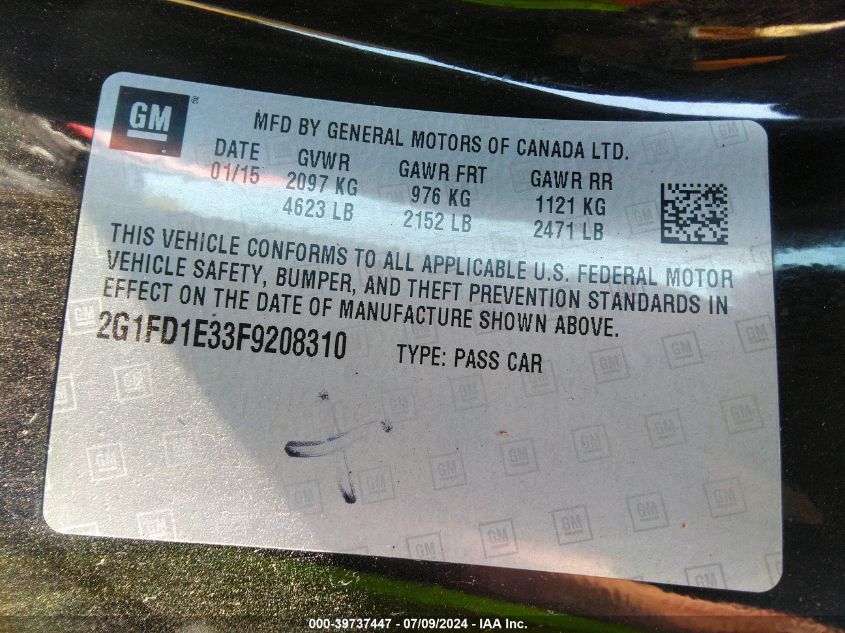 GM ®
MFD BY GENERAL MOTORS OF CANADA LTD.
DATE GVWR GAWR FRT GAWR RR
01/15 2097 KG 976 KG 1121 KG
4623 LB 2152 LB 2471 LB
THIS VEHICLE CONFORMS TO ALL APPLICABLE U.S. FEDERAL MOTOR
VEHICLE SAFETY, BUMPER, AND THEFT PREVENTION STANDARDS IN
EFFECT ON THE DATE OF MANUFACTURE SHOWN ABOVE.
2G1FD1E33F9208310 TYPE: PASS CAR
000-39737447 - 07/09/2024 - IAA Inc.